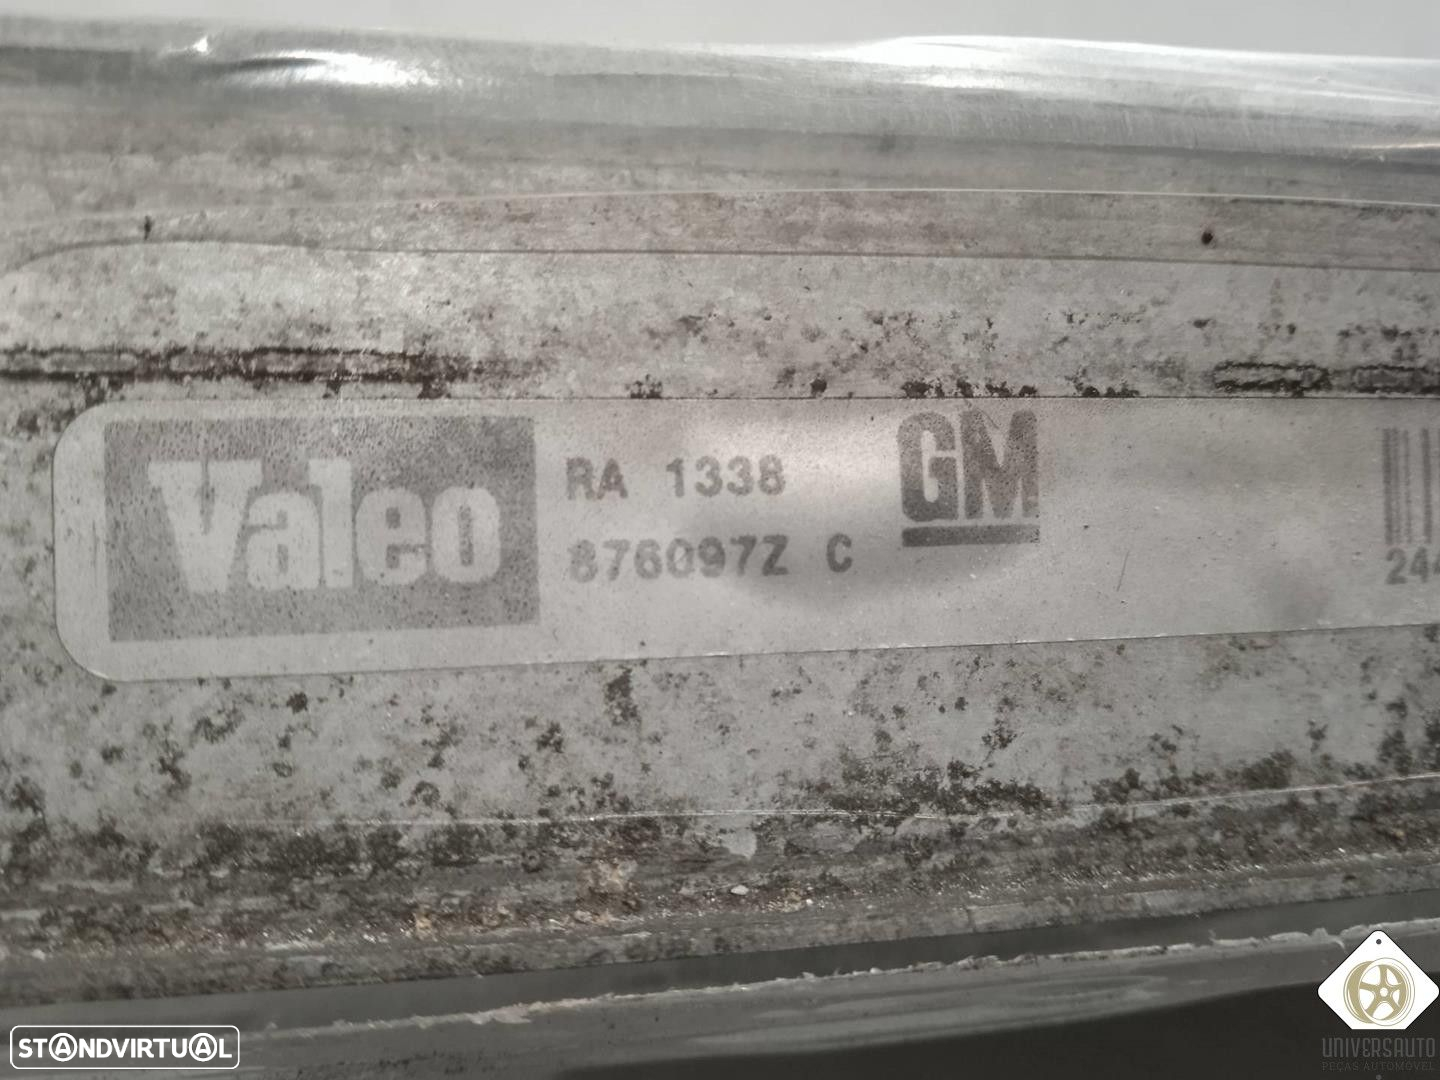 Valeo
RA 1338
876097Z C
GM
244
STANDVIRTUAL
UNIVERSAUTO
PEÇAS AUTOMÓVEL